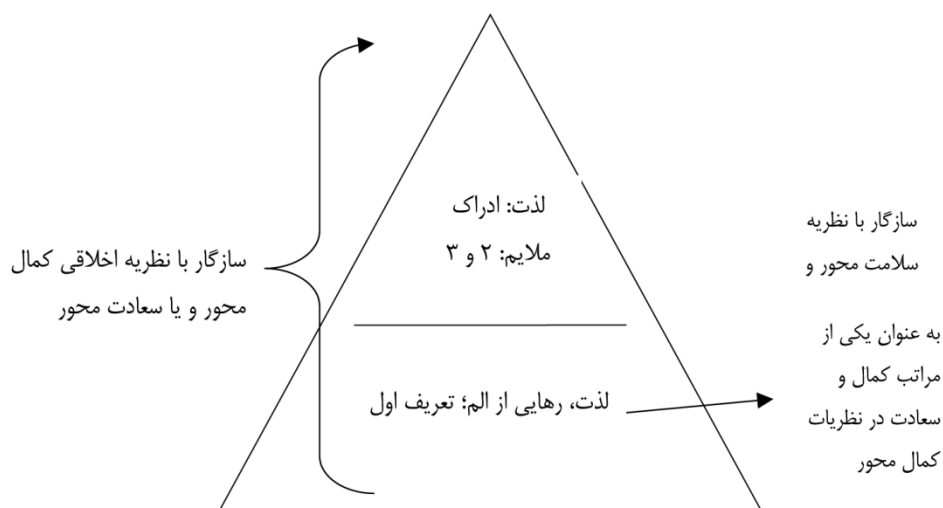 لذت: ادراک
ملایم: ۲ و ۳
سازگار با نظریه
سلامت محور و
سازگار با نظریه اخلاقی کمال
محور و یا سعادت محور
به عنوان یکی از
مراتب کمال و
سعادت در نظریات
کمال محور
لذت، رهایی از الم؛ تعریف اول